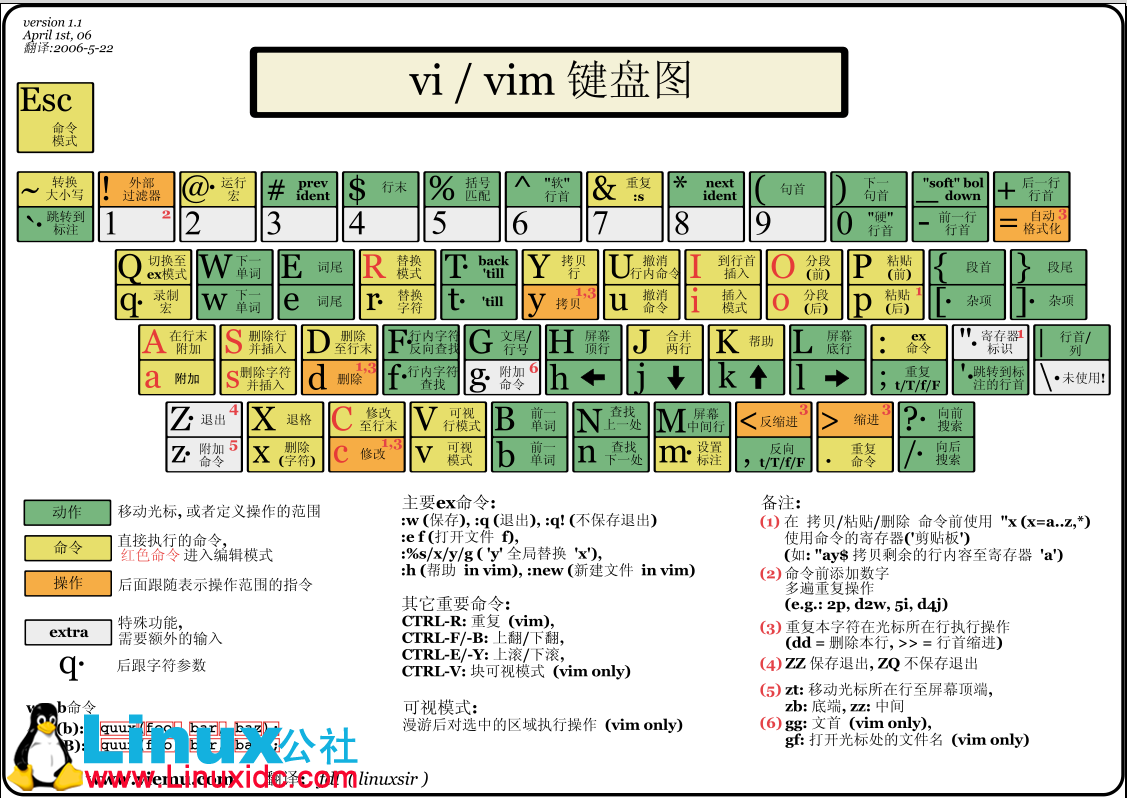 version 1.1
April 1st, 06
翻译:2006-5-22
vi / vim 键盘图
Esc
命令
模式
~ 转换
大小写
! 外部
过滤器
@· 运行
宏
# prev
ident
$ 行末
% 括号
匹配
^ "软"
行首
& 重复
:s
* next
ident
( 句首
) 下一
句首
_ "soft" bol
down
+ 后一行
行首
`· 跳转到
标注
1 2
2
3
4
5
6
7
8
9
0 "硬"
行首
- 前一行
行首
= 自动 3
格式化
Q 切换至
ex模式
W 下一
单词
E 词尾
R 替换
模式
T· back
'till
Y 拷贝
行
U 撤消
行内命令
I 到行首
插入
O 分段
(前)
P 粘贴
(前)
{ 段首
} 段尾
q· 录制
宏
w 下一
单词
e 词尾
r· 替换
字符
t· 'till
y 拷贝 1,3
u 撤消
命令
i 插入
模式
o 分段
(后)
p 粘贴 1
(后)
[· 杂项
]· 杂项
A 在行末
附加
S 删除行
并插入
D 删除
至行末
F· 行内字符
反向查找
G 文尾/
行号
H 屏幕
顶行
J 合并
两行
K 帮助
L 屏幕
底行
: ex
命令
"· 寄存器 1
标识
| 行首/
列
a 附加
s 删除字符
并插入
d 删除 1,3
f· 行内字符
查找
g· 附加 6
命令
h ←
j ↓
k ↑
l →
; 重复
t/T/f/F
'· 跳转到标
注的行首
\· 未使用!
Z· 退出 4
X 退格
C 修改
至行末
V 可视
行模式
B 前一
单词
N 查找
上一处
M 屏幕
中间行
< 反缩进 3
> 缩进 3
?· 向前
搜索
z· 附加 5
命令
x 删除
(字符)
c 修改 1,3
v 可视
模式
b 前一
单词
n 查找
下一处
m· 设置
标注
, 反向
t/T/f/F
. 重复
命令
/· 向后
搜索
动作 移动光标, 或者定义操作的范围
命令 直接执行的命令,
红色命令 进入编辑模式
操作 后面跟随表示操作范围的指令
extra 特殊功能,
需要额外的输入
q· 后跟字符参数
主要ex命令:
:w (保存), :q (退出), :q! (不保存退出)
:e f (打开文件 f),
:%s/x/y/g ( 'y' 全局替换 'x'),
:h (帮助 in vim), :new (新建文件 in vim)
其它重要命令:
CTRL-R: 重复 (vim),
CTRL-F/-B: 上翻/下翻,
CTRL-E/-Y: 上滚/下滚,
CTRL-V: 块可视模式 (vim only)
可视模式:
漫游后对选中的区域执行操作 (vim only)
备注:
(1) 在 拷贝/粘贴/删除 命令前使用 "x (x=a..z,*)
使用命令的寄存器('剪贴板')
(如: "ay$ 拷贝剩余的行内容至寄存器 'a')
(2) 命令前添加数字
多遍重复操作
(e.g.: 2p, d2w, 5i, d4j)
(3) 重复本字符在光标所在行执行操作
(dd = 删除本行, >> = 行首缩进)
(4) ZZ 保存退出, ZQ 不保存退出
(5) zt: 移动光标所在行至屏幕顶端,
zb: 底端, zz: 中间
(6) gg: 文首 (vim only),
gf: 打开光标处的文件名 (vim only)
b命令
(b): quux(foo, bar, baz);
B):
Linux公社
www.Linuxidc.com
翻译:
( linuxsir )